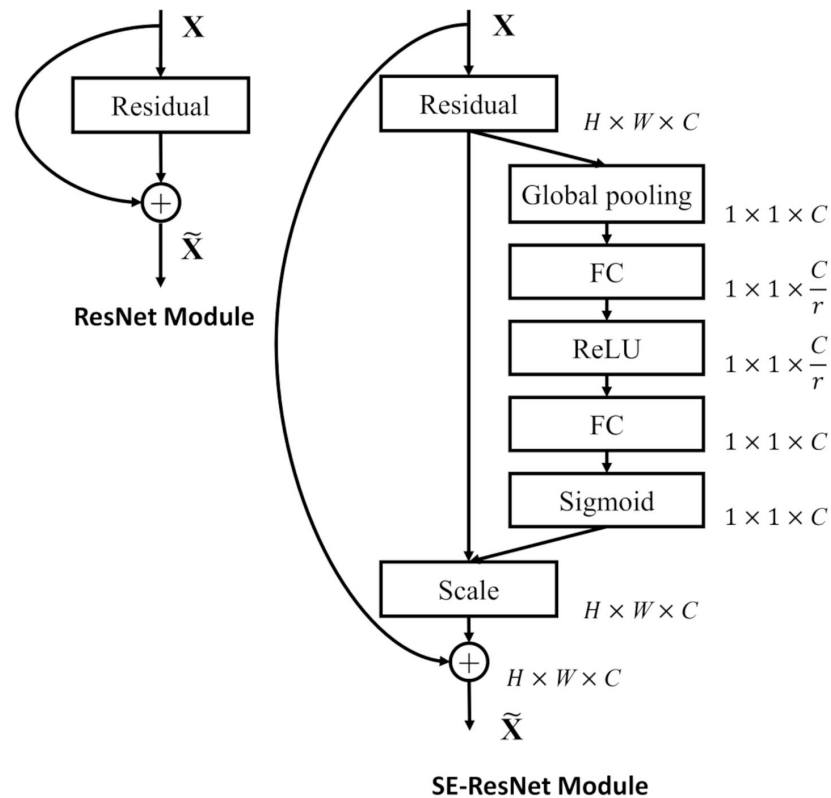 X
Residual
+
X̃
ResNet Module
X
Residual
H × W × C
Global pooling
1 × 1 × C
FC
1 × 1 × C/r
ReLU
1 × 1 × C/r
FC
1 × 1 × C
Sigmoid
1 × 1 × C
Scale
H × W × C
+
H × W × C
X̃
SE-ResNet Module